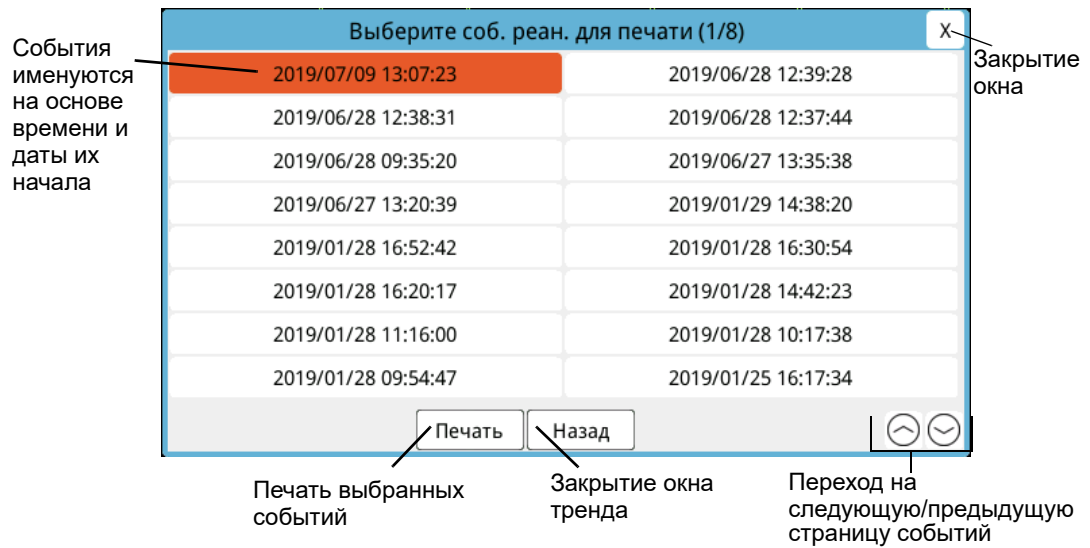 Выберите соб. реан. для печати (1/8)
X
События
именуются
на основе
времени и
даты их
начала
Закрытие
окна
2019/07/09 13:07:23
2019/06/28 12:39:28
2019/06/28 12:38:31
2019/06/28 12:37:44
2019/06/28 09:35:20
2019/06/27 13:35:38
2019/06/27 13:20:39
2019/01/29 14:38:20
2019/01/28 16:52:42
2019/01/28 16:30:54
2019/01/28 16:20:17
2019/01/28 14:42:23
2019/01/28 11:16:00
2019/01/28 10:17:38
2019/01/28 09:54:47
2019/01/25 16:17:34
Печать
Назад
Печать выбранных
событий
Закрытие окна
тренда
Переход на
следующую/предыдущую
страницу событий